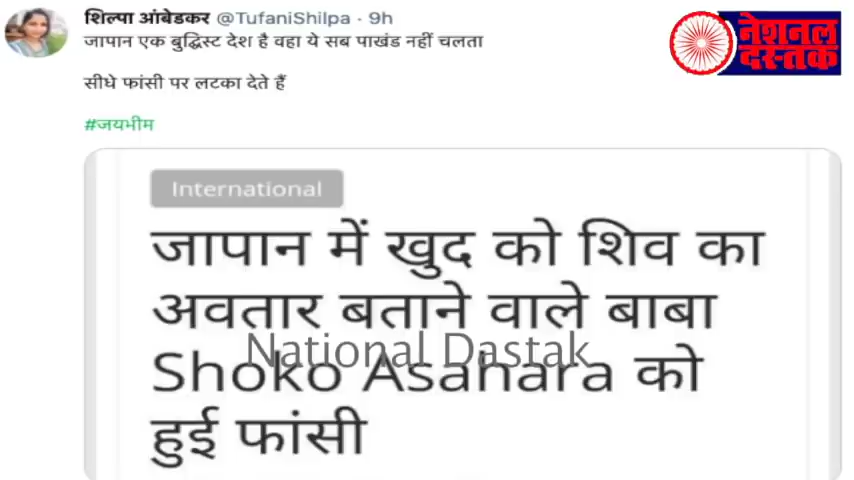 शिल्पा आंबेडकर @TufaniShilpa · 9h
जापान एक बुद्धिस्ट देश है वहा ये सब पाखंड नहीं चलता
सीधे फांसी पर लटका देते हैं
#जयभीम
नेशनल
दस्तक
International
जापान में खुद को शिव का
अवतार बताने वाले बाबा
National Dastak
Shoko Asahara को
हुई फांसी